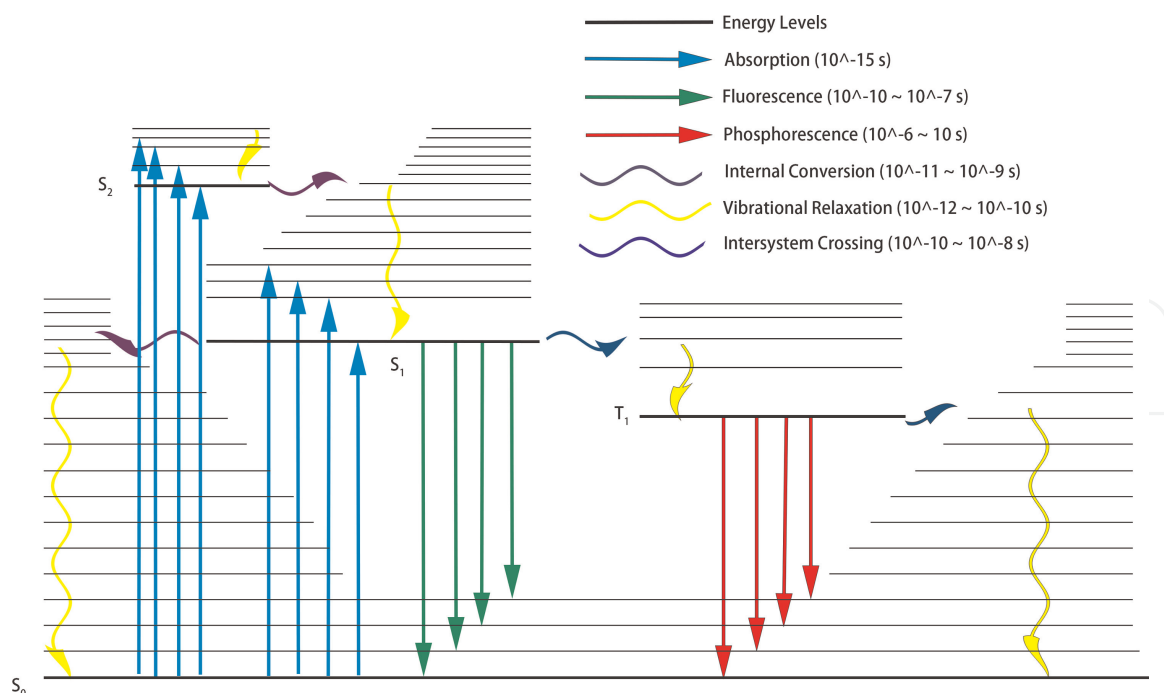 Energy Levels
Absorption (10^-15 s)
Fluorescence (10^-10 ~ 10^-7 s)
Phosphorescence (10^-6 ~ 10 s)
Internal Conversion (10^-11 ~ 10^-9 s)
Vibrational Relaxation (10^-12 ~ 10^-10 s)
Intersystem Crossing (10^-10 ~ 10^-8 s)
S2
S1
T1
S0